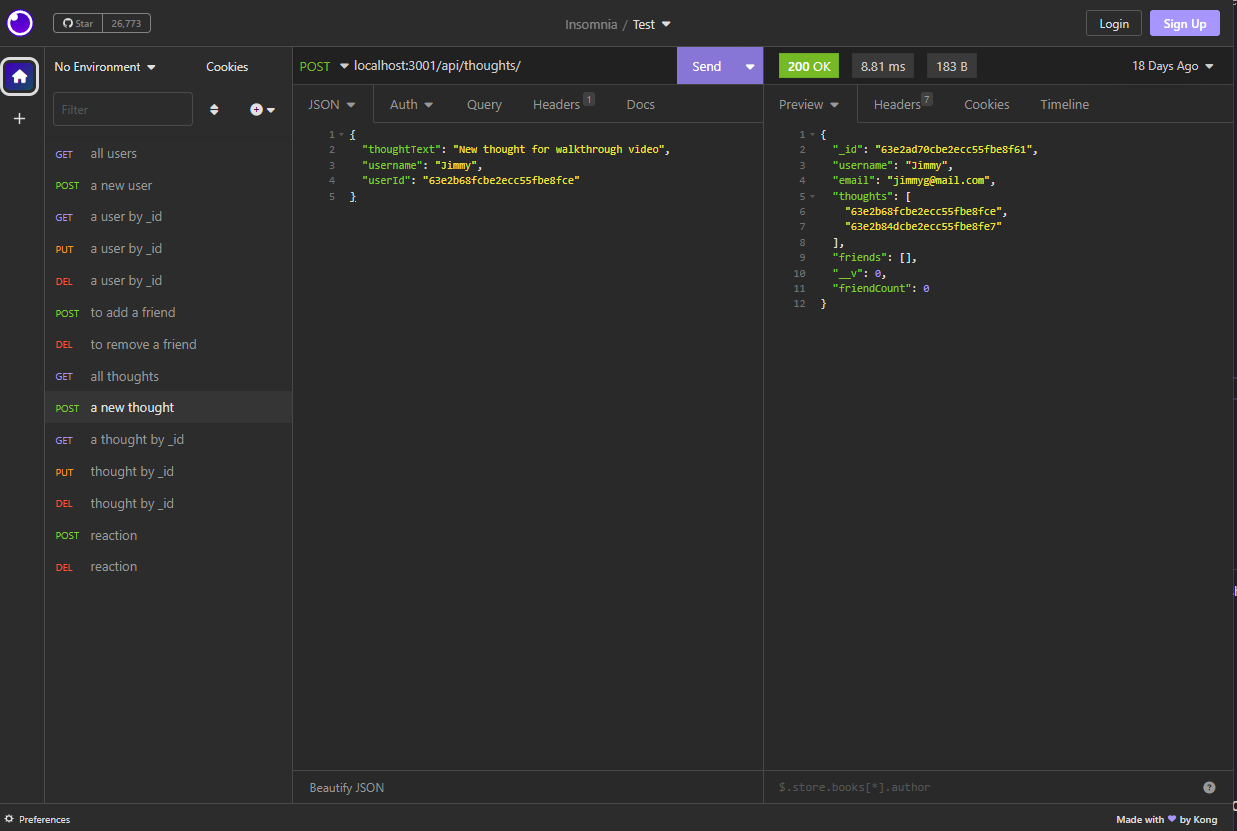 Star 26,773
Insomnia / Test
Login
Sign Up
No Environment
Cookies
Filter
GET all users
POST a new user
GET a user by _id
PUT a user by _id
DEL a user by _id
POST to add a friend
DEL to remove a friend
GET all thoughts
POST a new thought
GET a thought by _id
PUT thought by _id
DEL thought by _id
POST reaction
DEL reaction
POST localhost:3001/api/thoughts/
Send
JSON Auth Query Headers 1 Docs
1 {
2 "thoughtText": "New thought for walkthrough video",
3 "username": "Jimmy",
4 "userId": "63e2b68fcbe2ecc55fbe8fce"
5 }
Beautify JSON
200 OK 8.81 ms 183 B 18 Days Ago
Preview Headers 7 Cookies Timeline
1 {
2 "_id": "63e2ad70cbe2ecc55fbe8f61",
3 "username": "Jimmy",
4 "email": "jimmyg@mail.com",
5 "thoughts": [
6 "63e2b68fcbe2ecc55fbe8fce",
7 "63e2b84dcbe2ecc55fbe8fe7"
8 ],
9 "friends": [],
10 "__v": 0,
11 "friendCount": 0
12 }
$.store.books[*].author
?
Preferences
Made with ♥ by Kong